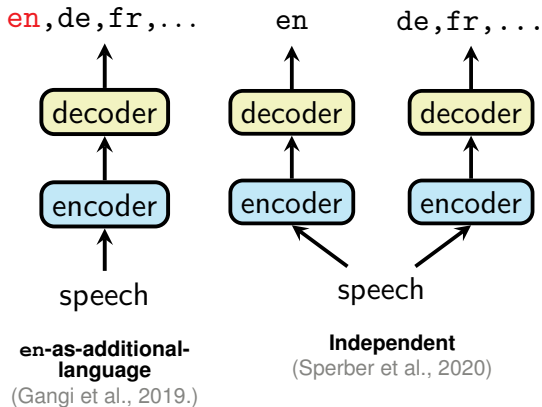 en,de,fr,...
decoder
encoder
speech
en-as-additional-
language
(Gangi et al., 2019.)
en
de,fr,...
decoder
decoder
encoder
encoder
speech
Independent
(Sperber et al., 2020)